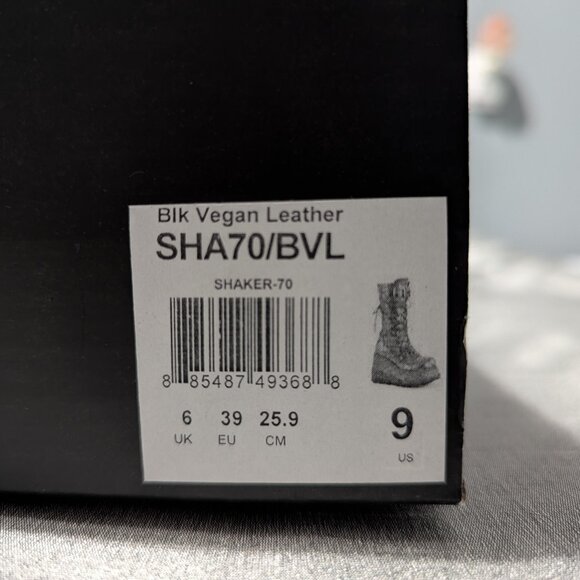 Blk Vegan Leather
SHA70/BVL
SHAKER-70
8 85487 49368 8
6 39 25.9 9
UK EU CM US